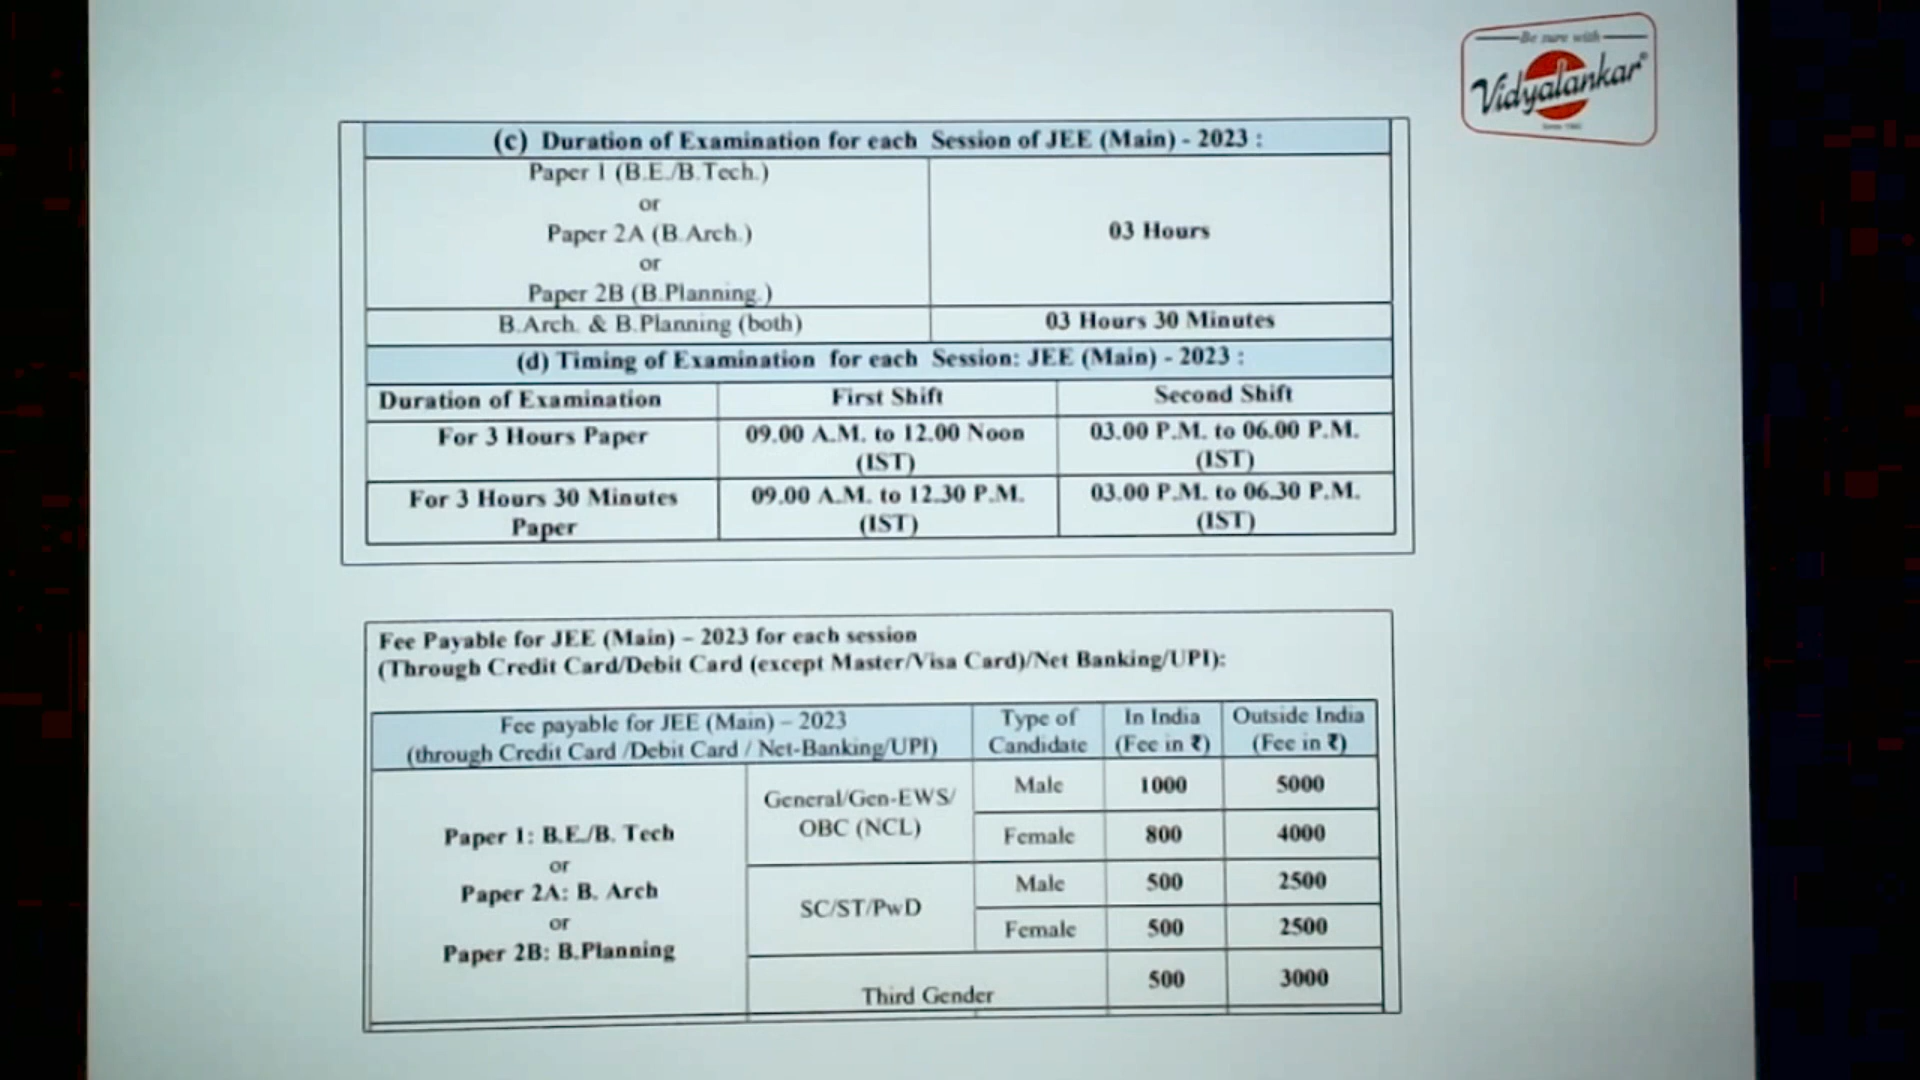 Be sure with
Vidyalankar
(c) Duration of Examination for each Session of JEE (Main) - 2023 :
Paper 1 (B.E./B.Tech.)
or
Paper 2A (B.Arch.)
or
Paper 2B (B.Planning.)
03 Hours
B.Arch. & B.Planning (both)
03 Hours 30 Minutes
(d) Timing of Examination for each Session: JEE (Main) - 2023 :
Duration of Examination
First Shift
Second Shift
For 3 Hours Paper
09.00 A.M. to 12.00 Noon
(IST)
03.00 P.M. to 06.00 P.M.
(IST)
For 3 Hours 30 Minutes
Paper
09.00 A.M. to 12.30 P.M.
(IST)
03.00 P.M. to 06.30 P.M.
(IST)
Fee Payable for JEE (Main) – 2023 for each session
(Through Credit Card/Debit Card (except Master/Visa Card)/Net Banking/UPI):
Fee payable for JEE (Main) – 2023
(through Credit Card /Debit Card / Net-Banking/UPI)
Type of
Candidate
In India
(Fee in ₹)
Outside India
(Fee in ₹)
Paper 1: B.E./B. Tech
or
Paper 2A: B. Arch
or
Paper 2B: B.Planning
General/Gen-EWS/
OBC (NCL)
Male
1000
5000
Female
800
4000
SC/ST/PwD
Male
500
2500
Female
500
2500
Third Gender
500
3000